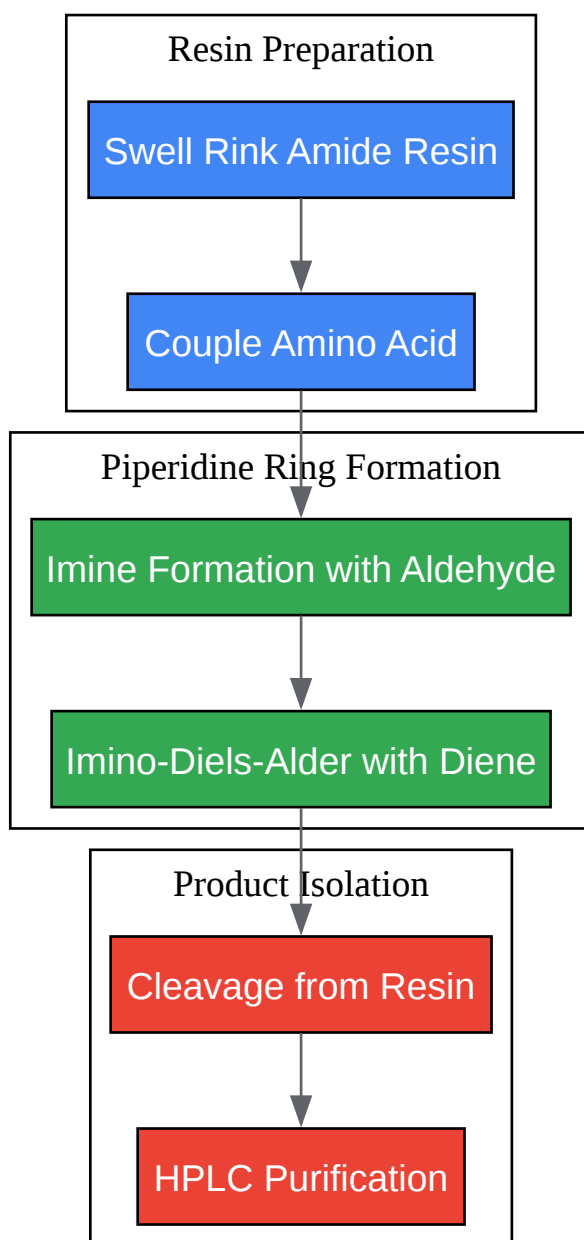 Resin Preparation
Swell Rink Amide Resin
Couple Amino Acid
Piperidine Ring Formation
Imine Formation with Aldehyde
Imino-Diels-Alder with Diene
Product Isolation
Cleavage from Resin
HPLC Purification